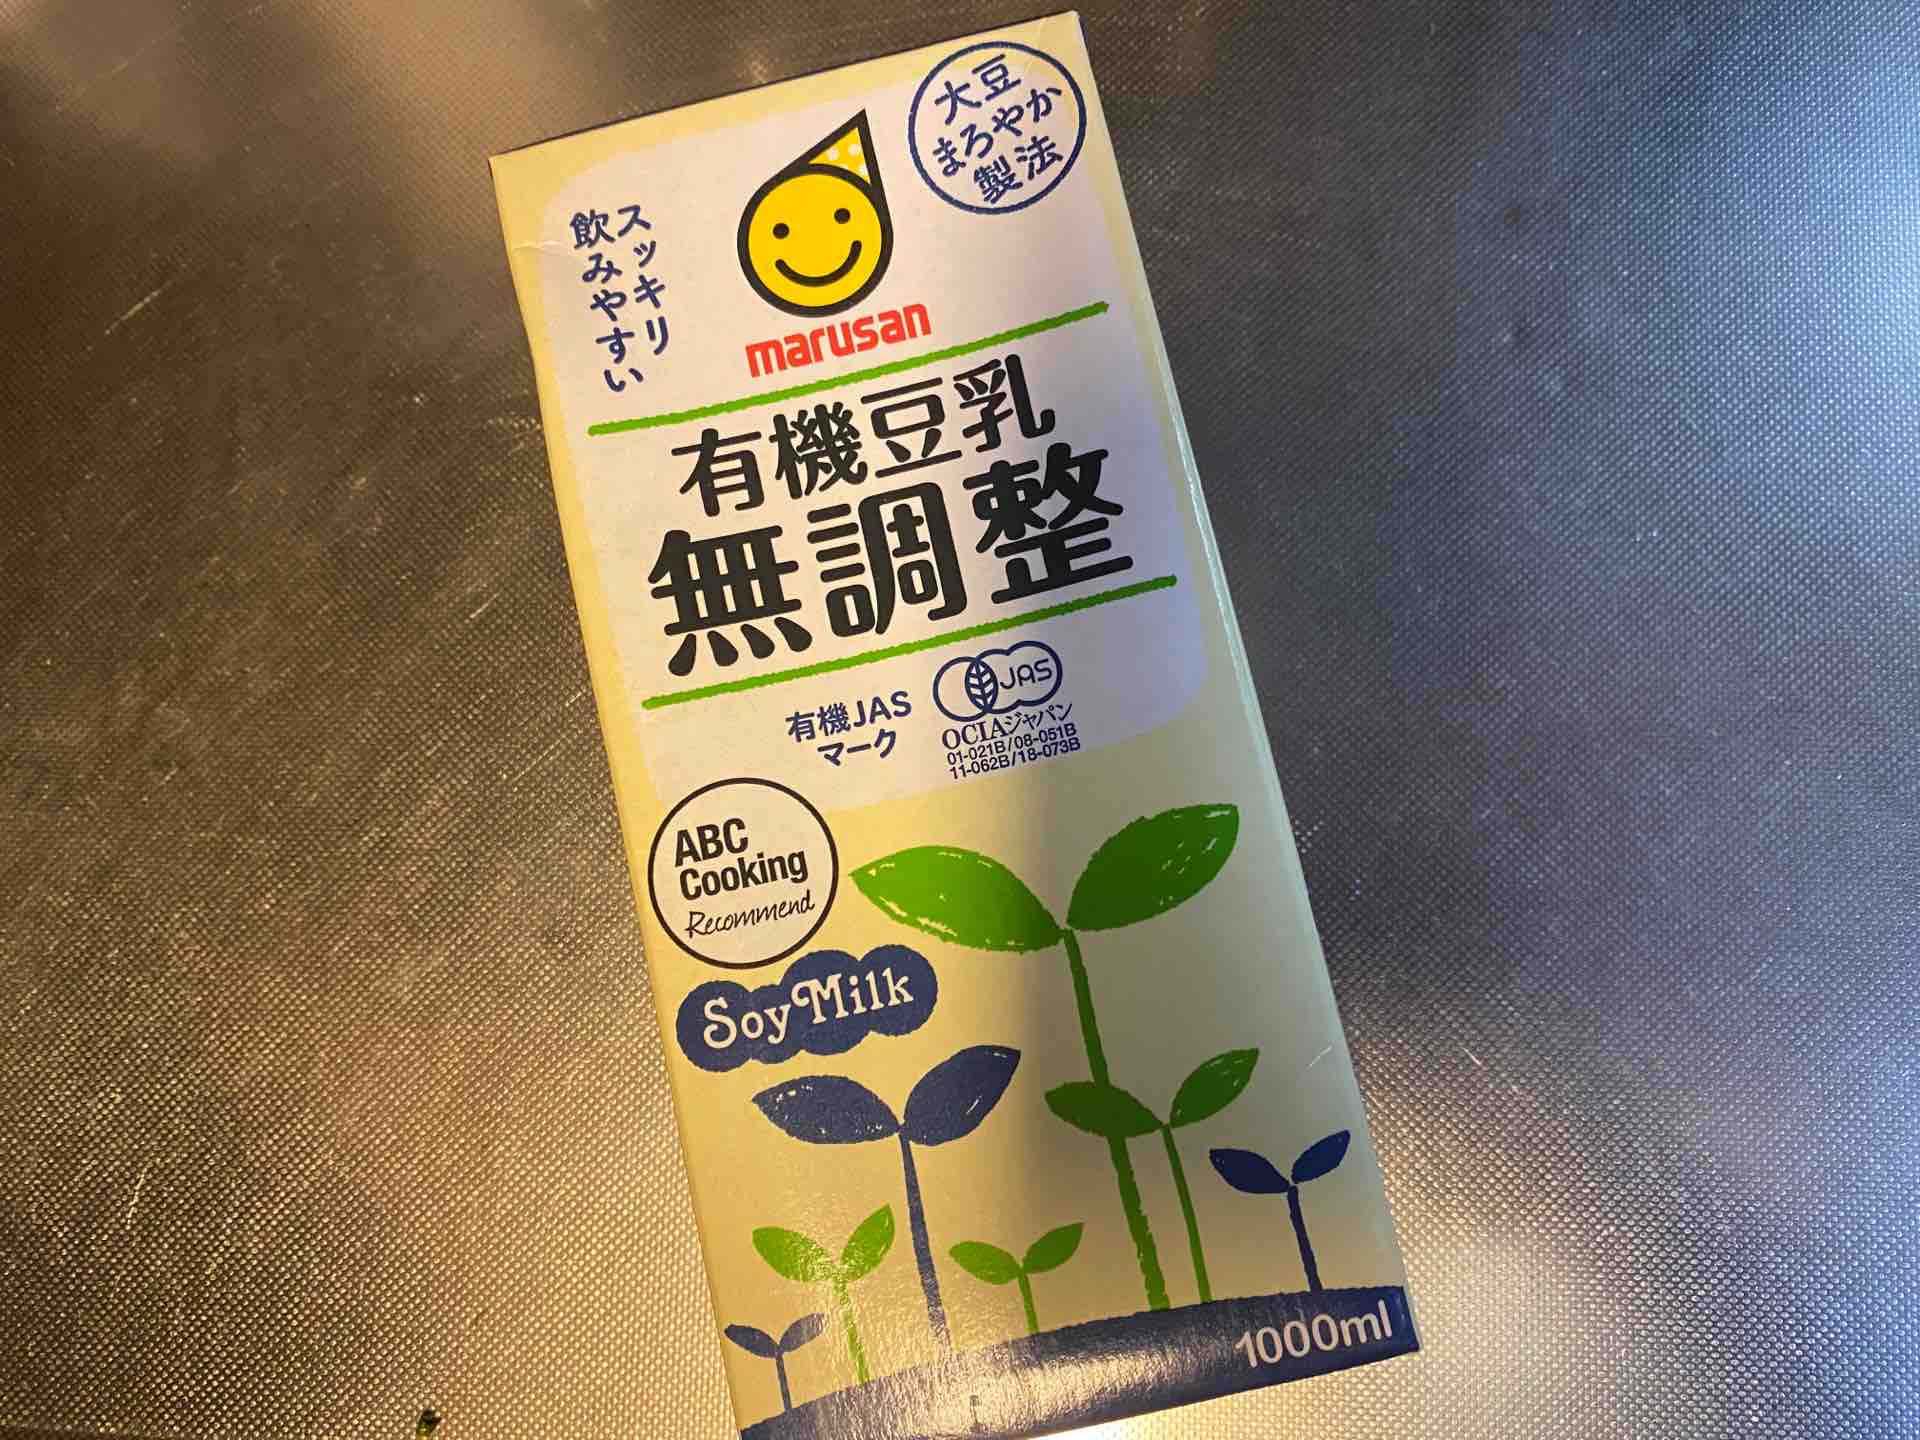 大豆
まろやか
製法
スッキリ
飲みやすい
marusan
有機豆乳
無調整
有機JAS
マーク
JAS
OCIAジャパン
01-021B/08-051B
11-062B/18-073B
ABC
Cooking
Recommend
Soy Milk
1000ml